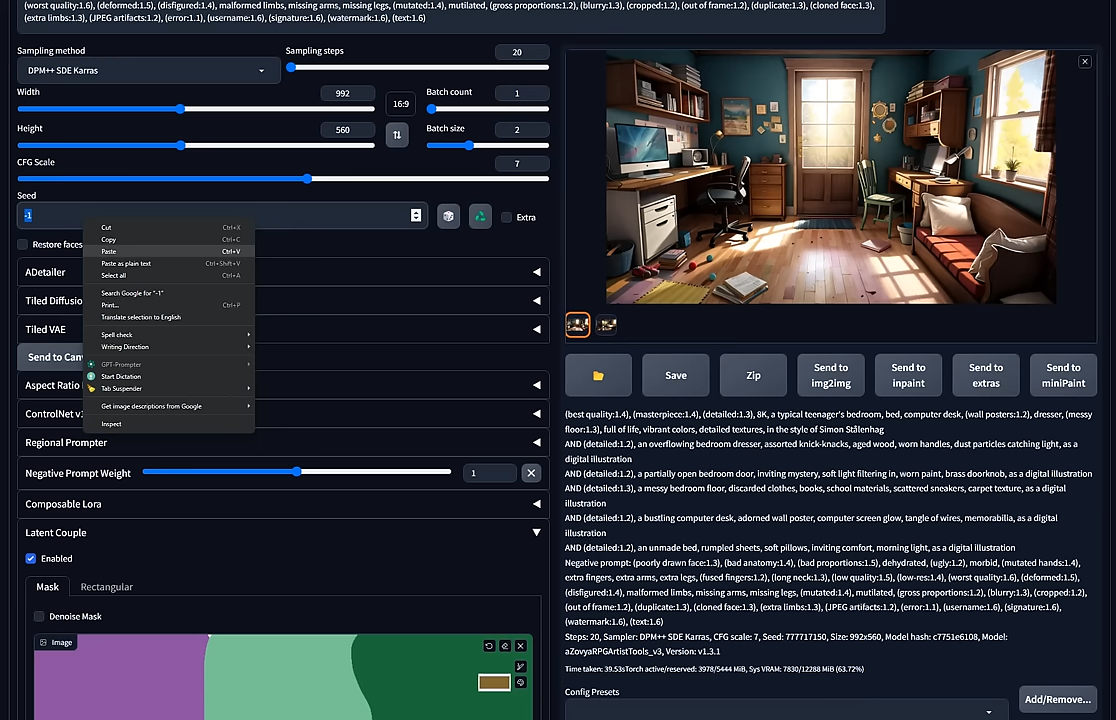 (worst quality:1.6), (deformed:1.5), (disfigured:1.4), malformed limbs, missing arms, missing legs, (mutated:1.4), mutilated, (gross proportions:1.2), (blurry:1.3), (cropped:1.2), (out of frame:1.2), (duplicate:1.3), (cloned face:1.3),
(extra limbs:1.3), (JPEG artifacts:1.2), (error:1.1), (username:1.6), (signature:1.6), (watermark:1.6), (text:1.6)
Sampling method
DPM++ SDE Karras
Sampling steps
20
Width
992
16:9
Batch count
1
Height
560
Batch size
2
CFG Scale
7
Seed
-1
Extra
Restore faces
Cut Ctrl+X
Copy Ctrl+C
Paste Ctrl+V
Paste as plain text Ctrl+Shift+V
Select all Ctrl+A
Search Google for "-1"
Print... Ctrl+P
Translate selection to English
Spell check
Writing Direction
GPT-Prompter
Start Dictation
Tab Suspender
Get image descriptions from Google
Inspect
ADetailer
Tiled Diffusio
Tiled VAE
Send to Can
Aspect Ratio
ControlNet v1
Regional Prompter
Negative Prompt Weight
1
Composable Lora
Latent Couple
Enabled
Mask
Rectangular
Denoise Mask
Image
Save
Zip
Send to
img2img
Send to
inpaint
Send to
extras
Send to
miniPaint
(best quality:1.4), (masterpiece:1.4), (detailed:1.3), 8K, a typical teenager's bedroom, bed, computer desk, (wall posters:1.2), dresser, (messy
floor:1.3), full of life, vibrant colors, detailed textures, in the style of Simon Stålenhag
AND (detailed:1.2), an overflowing bedroom dresser, assorted knick-knacks, aged wood, worn handles, dust particles catching light, as a
digital illustration
AND (detailed:1.2), a partially open bedroom door, inviting mystery, soft light filtering in, worn paint, brass doorknob, as a digital illustration
AND (detailed:1.3), a messy bedroom floor, discarded clothes, books, school materials, scattered sneakers, carpet texture, as a digital
illustration
AND (detailed:1.2), a bustling computer desk, adorned wall poster, computer screen glow, tangle of wires, memorabilia, as a digital
illustration
AND (detailed:1.2), an unmade bed, rumpled sheets, soft pillows, inviting comfort, morning light, as a digital illustration
Negative prompt: (poorly drawn face:1.3), (bad anatomy:1.4), (bad proportions:1.5), dehydrated, (ugly:1.2), morbid, (mutated hands:1.4),
extra fingers, extra arms, extra legs, (fused fingers:1.2), (long neck:1.3), (low quality:1.5), (low-res:1.4), (worst quality:1.6), (deformed:1.5),
(disfigured:1.4), malformed limbs, missing arms, missing legs, (mutated:1.4), mutilated, (gross proportions:1.2), (blurry:1.3), (cropped:1.2),
(out of frame:1.2), (duplicate:1.3), (cloned face:1.3), (extra limbs:1.3), (JPEG artifacts:1.2), (error:1.1), (username:1.6), (signature:1.6),
(watermark:1.6), (text:1.6)
Steps: 20, Sampler: DPM++ SDE Karras, CFG scale: 7, Seed: 777717150, Size: 992x560, Model hash: c7751e6108, Model:
aZovyaRPGArtistTools_v3, Version: v1.3.1
Time taken: 39.53sTorch active/reserved: 3978/5444 MiB, Sys VRAM: 7830/12288 MiB (63.72%)
Config Presets
Add/Remove...